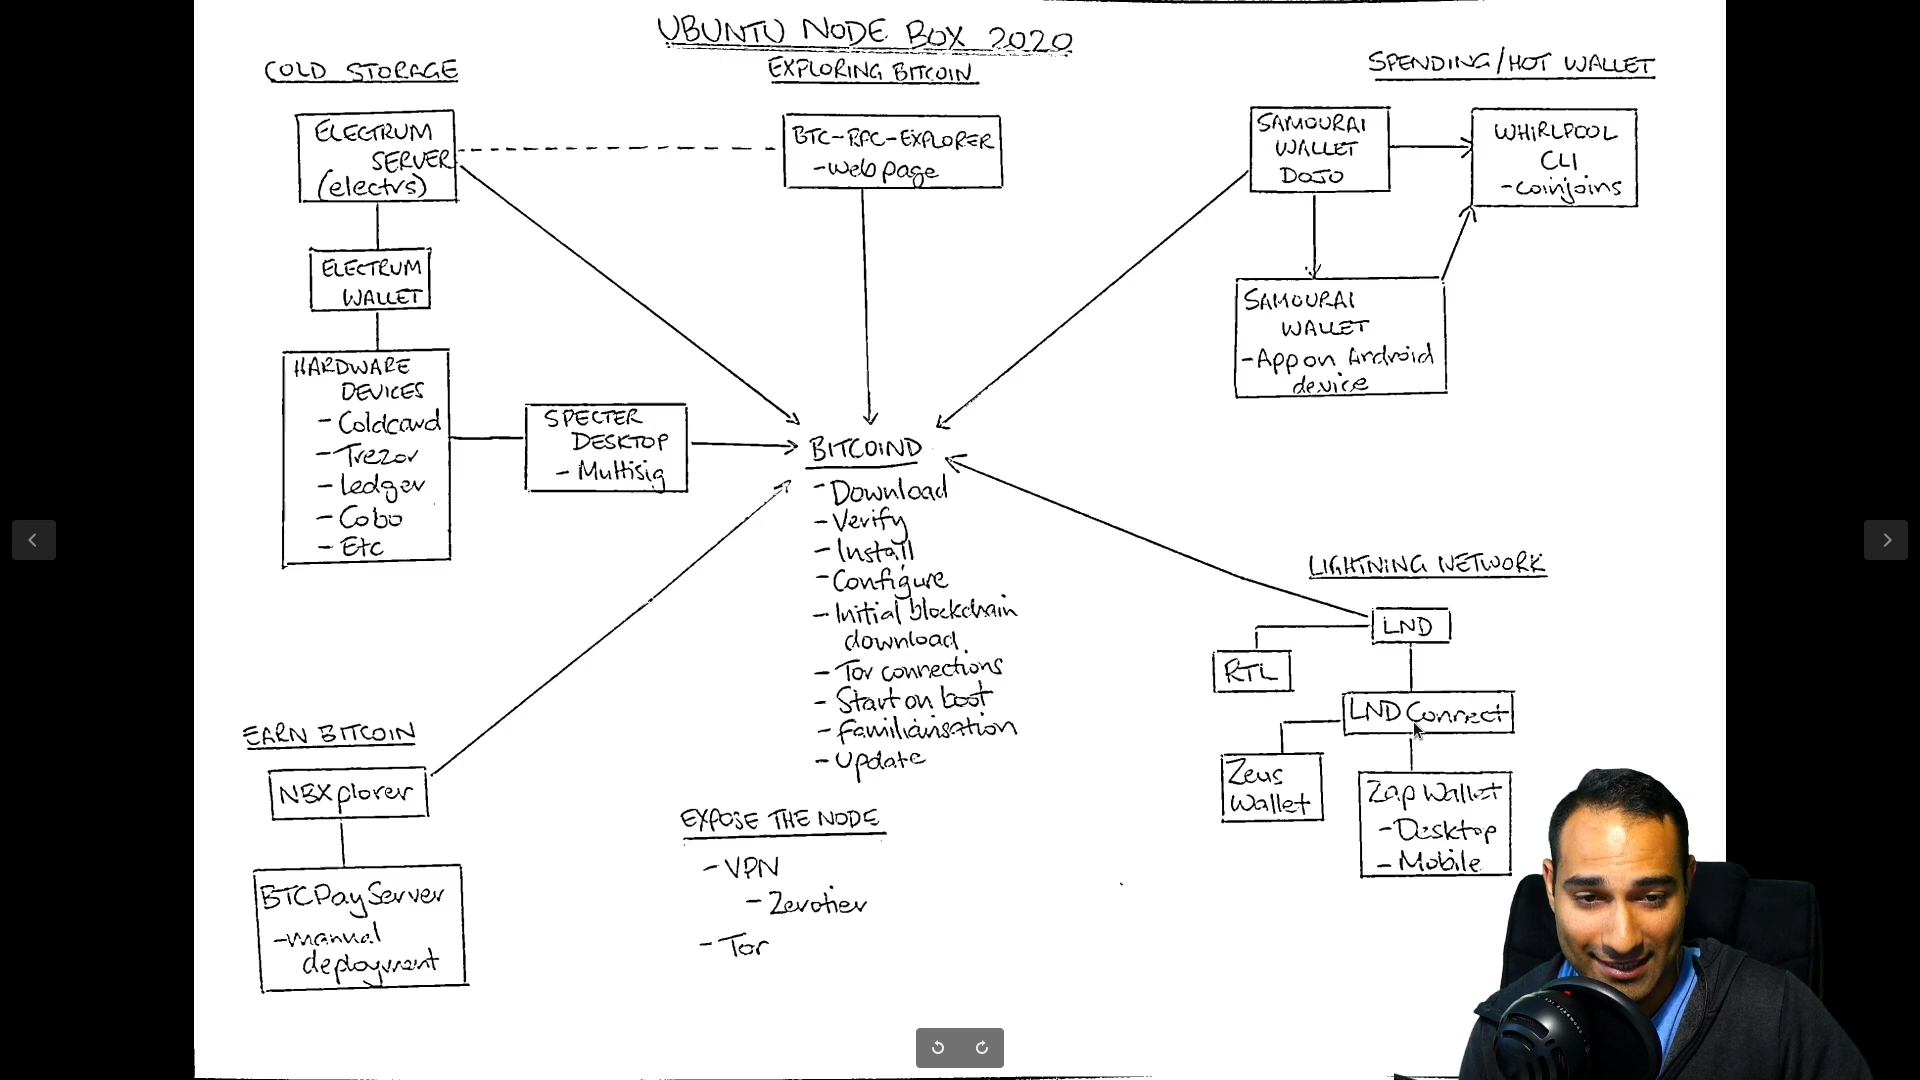 UBUNTU NODE BOX 2020
COLD STORAGE
ELECTRUM
SERVER
(electrs)
ELECTRUM
WALLET
HARDWARE
DEVICES
- Coldcard
- Trezor
- Ledger
- Cobo
- Etc
SPECTER
DESKTOP
- Multisig
EXPLORING BITCOIN
BTC-RPC-EXPLORER
- Web page
SPENDING/HOT WALLET
SAMOURAI
WALLET
DOJO
WHIRLPOOL
CLI
- coinjoins
SAMOURAI
WALLET
- App on Android
device
BITCOIND
- Download
- Verify
- Install
- Configure
- Initial blockchain
download
- Tor connections
- Start on boot
- Familiarisation
- Update
LIGHTNING NETWORK
LND
RTL
LND Connect
Zeus
Wallet
Zap Wallet
- Desktop
- Mobile
EARN BITCOIN
NBXplorer
BTCPay Server
- manual
deployment
EXPOSE THE NODE
- VPN
- Zerotier
- Tor